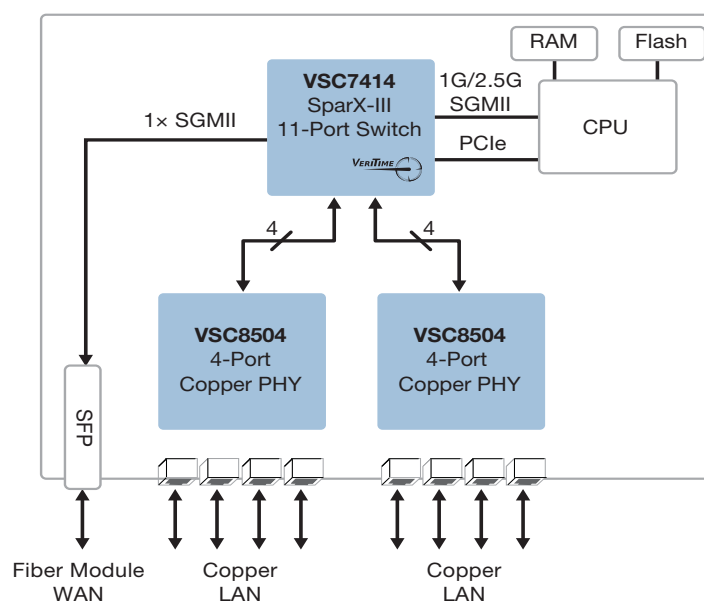 RAM
Flash
VSC7414
SparX-III
11-Port Switch
VERITIME
1G/2.5G
SGMII
PCIe
CPU
1× SGMII
4
4
VSC8504
4-Port
Copper PHY
VSC8504
4-Port
Copper PHY
SFP
Fiber Module
WAN
Copper
LAN
Copper
LAN